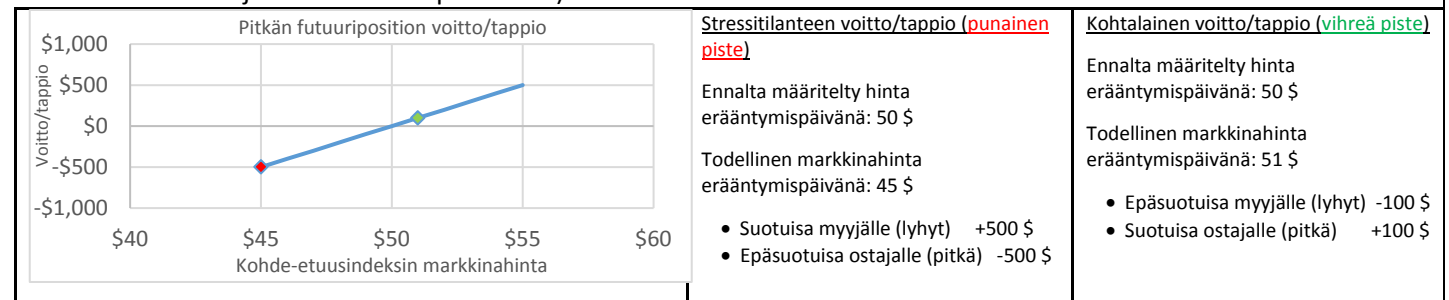 Pitkän futuuriposition voitto/tappio
$1,000
$500
$0
-$500
-$1,000
Voitto/tappio
$40 $45 $50 $55 $60
Kohde-etuusindeksin markkinahinta
Stressitilanteen voitto/tappio (punainen
piste)
Ennalta määritelty hinta
erääntymispäivänä: 50 $
Todellinen markkinahinta
erääntymispäivänä: 45 $
• Suotuisa myyjälle (lyhyt) +500 $
• Epäsuotuisa ostajalle (pitkä) -500 $
Kohtalainen voitto/tappio (vihreä piste)
Ennalta määritelty hinta
erääntymispäivänä: 50 $
Todellinen markkinahinta
erääntymispäivänä: 51 $
• Epäsuotuisa myyjälle (lyhyt) -100 $
• Suotuisa ostajalle (pitkä) +100 $